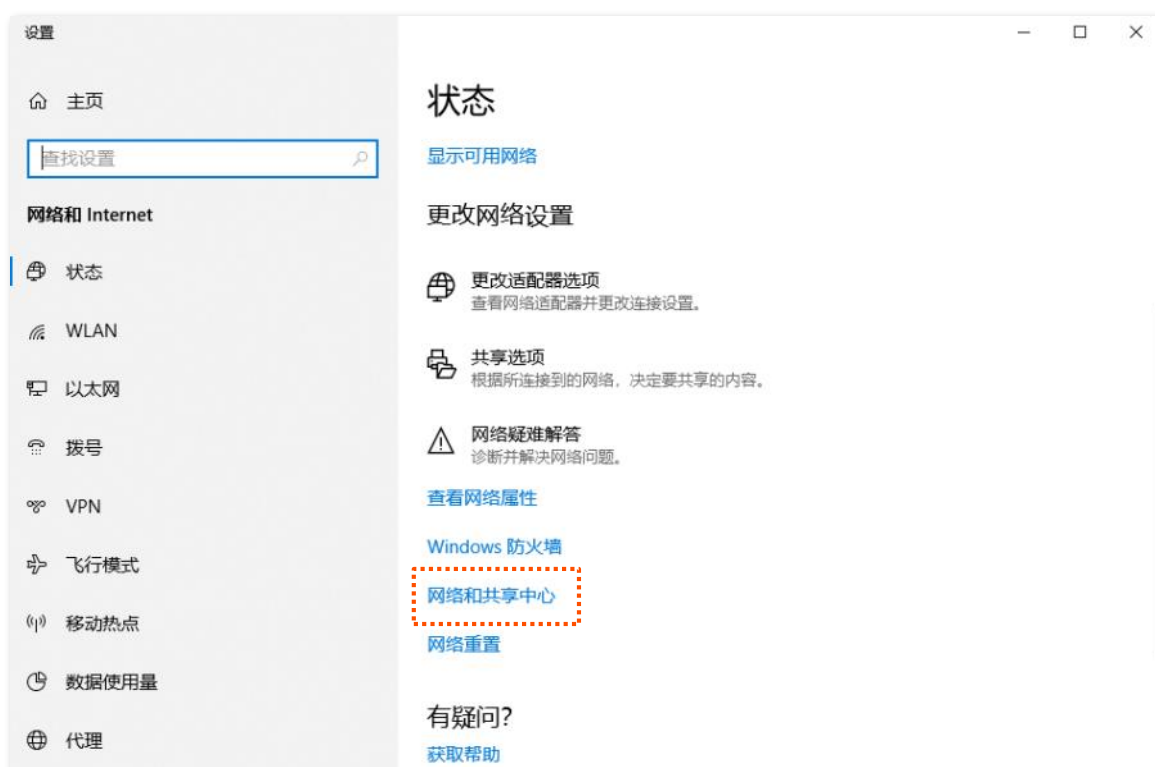 设置
主页
查找设置
网络和 Internet
状态
WLAN
以太网
拨号
VPN
飞行模式
移动热点
数据使用量
代理
状态
显示可用网络
更改网络设置
更改适配器选项
查看网络适配器并更改连接设置。
共享选项
根据所连接到的网络，决定要共享的内容。
网络疑难解答
诊断并解决网络问题。
查看网络属性
Windows 防火墙
网络和共享中心
网络重置
有疑问?
获取帮助